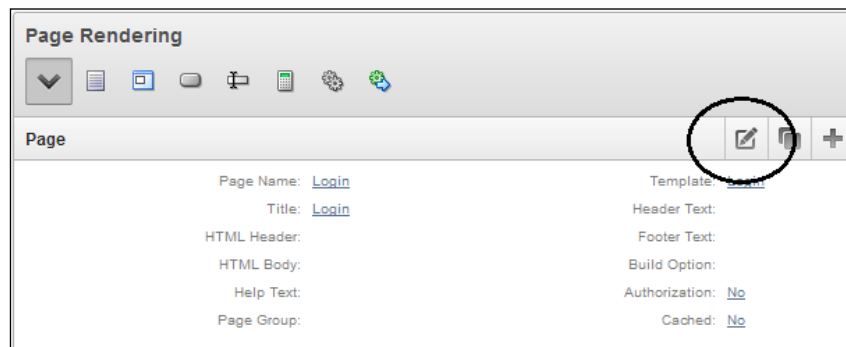 Page Rendering
Page
Page Name: Login
Title: Login
HTML Header:
HTML Body:
Help Text:
Page Group:
Template: Login
Header Text:
Footer Text:
Build Option:
Authorization: No
Cached: No